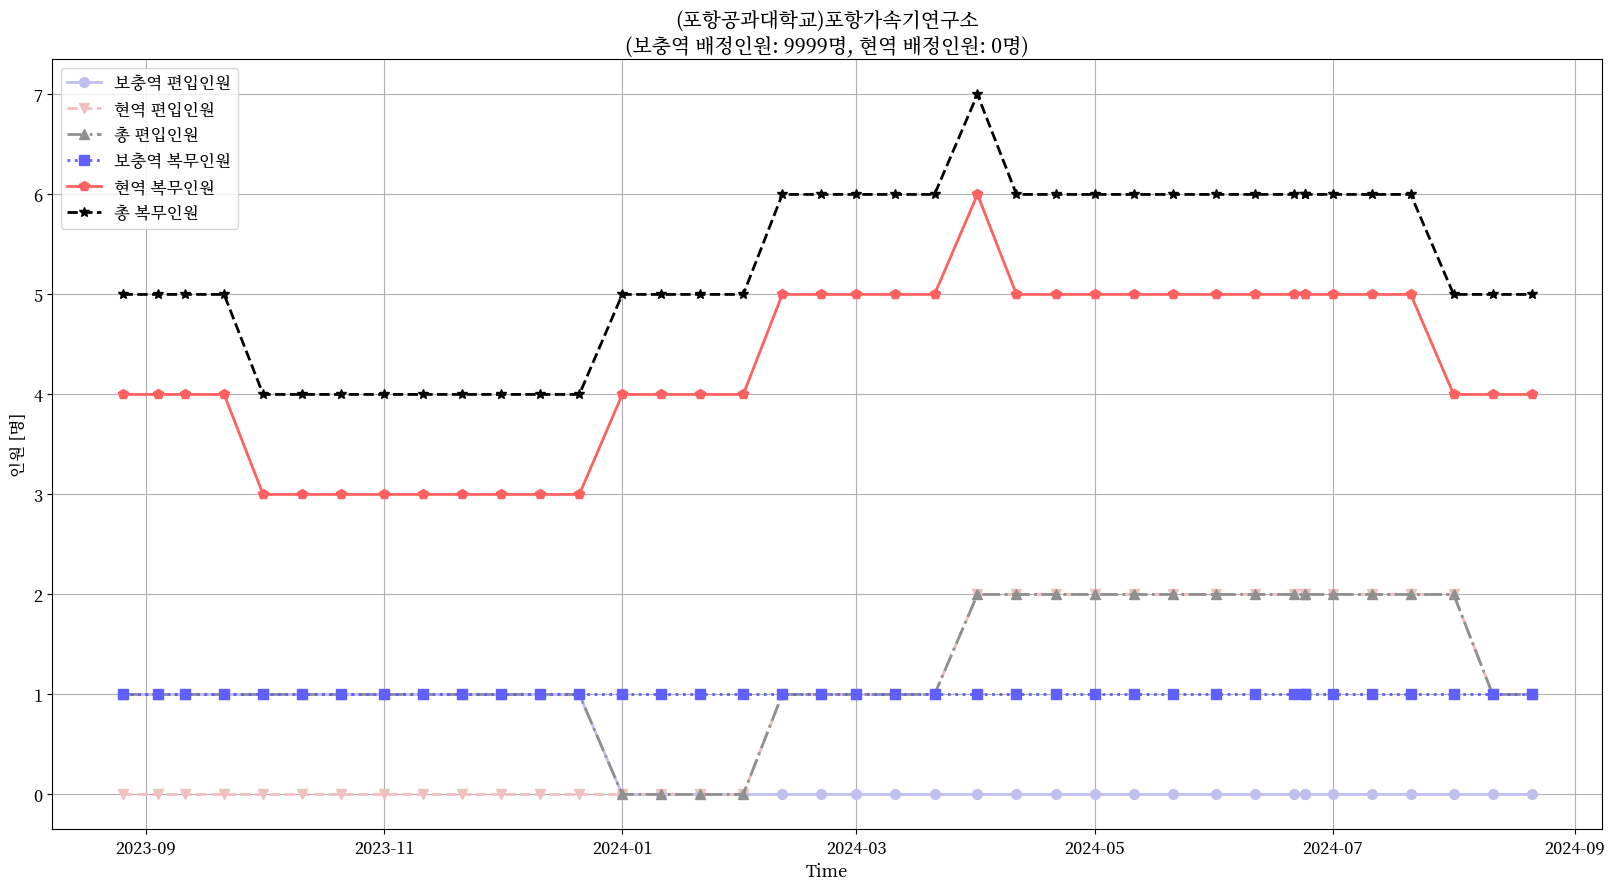 (포항공과대학교)포항가속기연구소
(보충역 배정인원: 9999명, 현역 배정인원: 0명)
보충역 편입인원
현역 편입인원
총 편입인원
보충역 복무인원
현역 복무인원
총 복무인원
인원 [명]
7
6
5
4
3
2
1
0
2023-09
2023-11
2024-01
2024-03
2024-05
2024-07
2024-09
Time